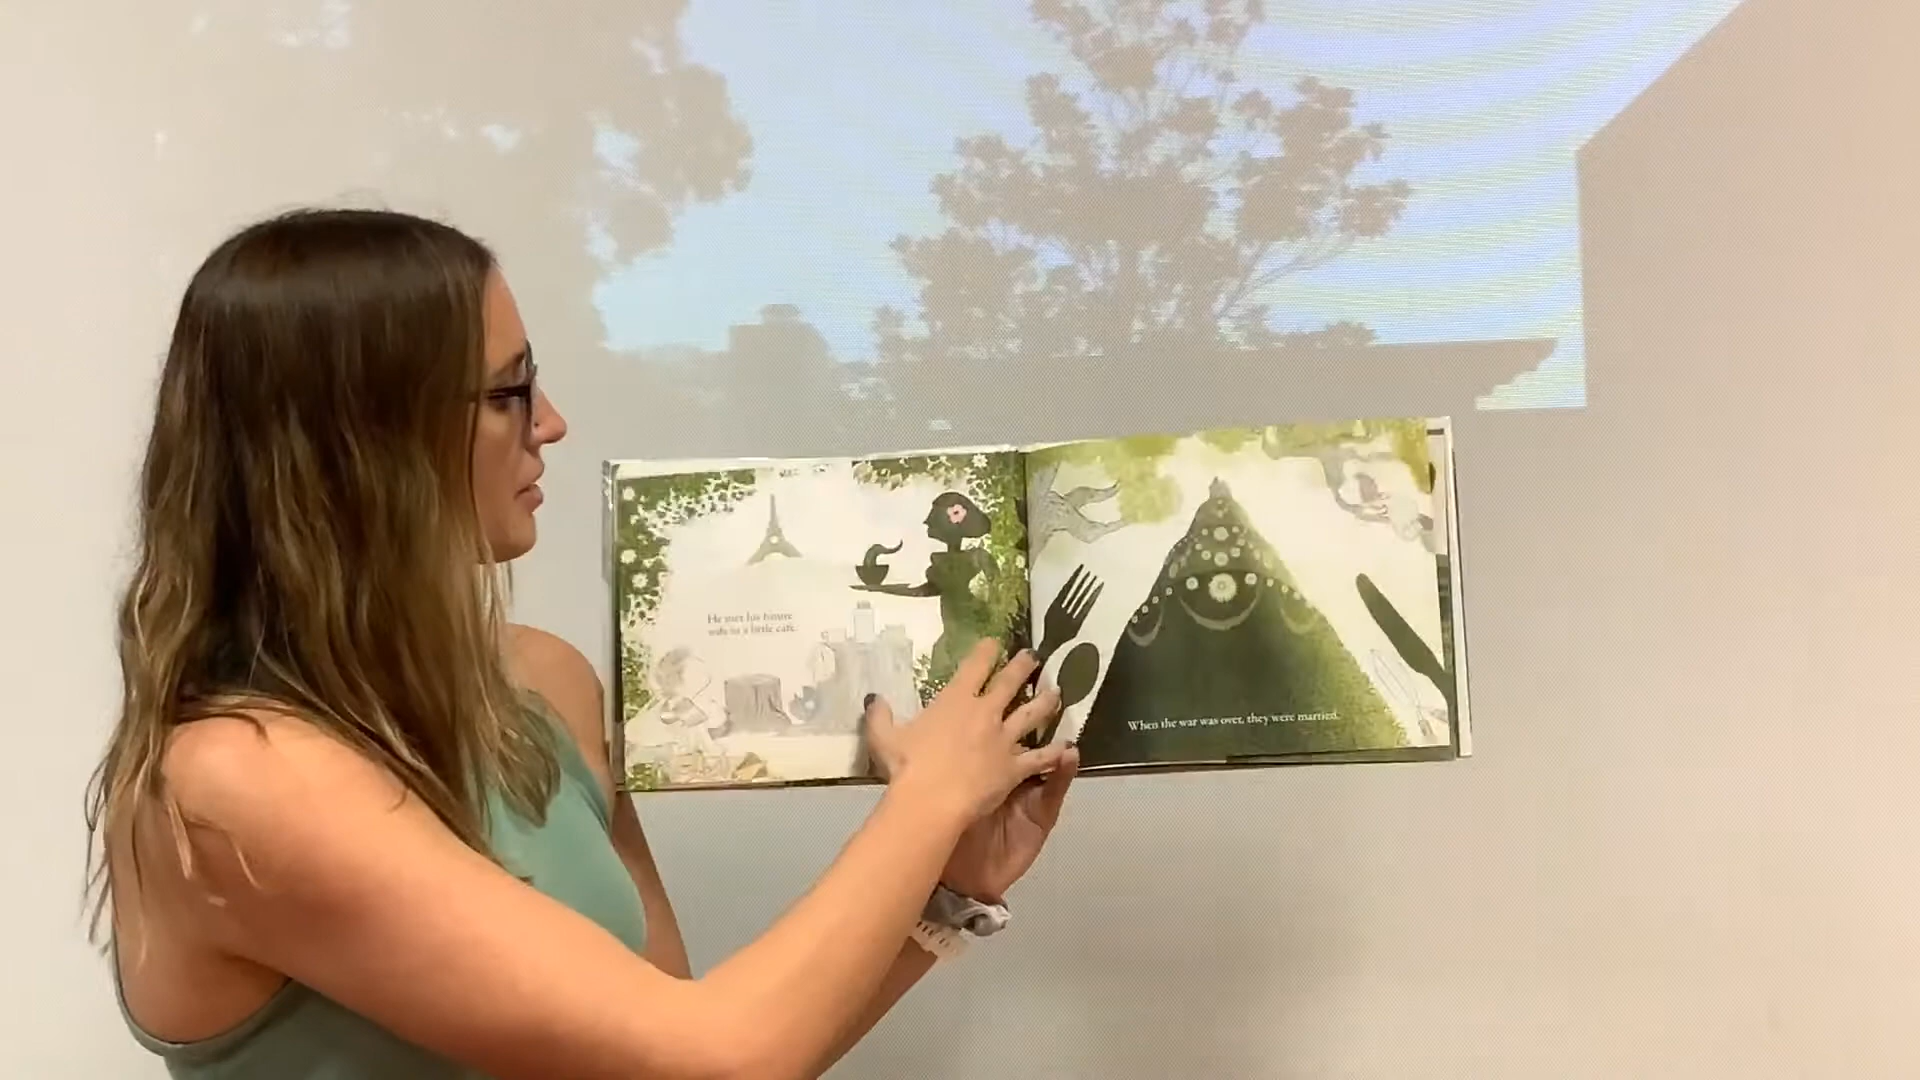 He met his future
wife in a little café.
When the war was over, they were married.